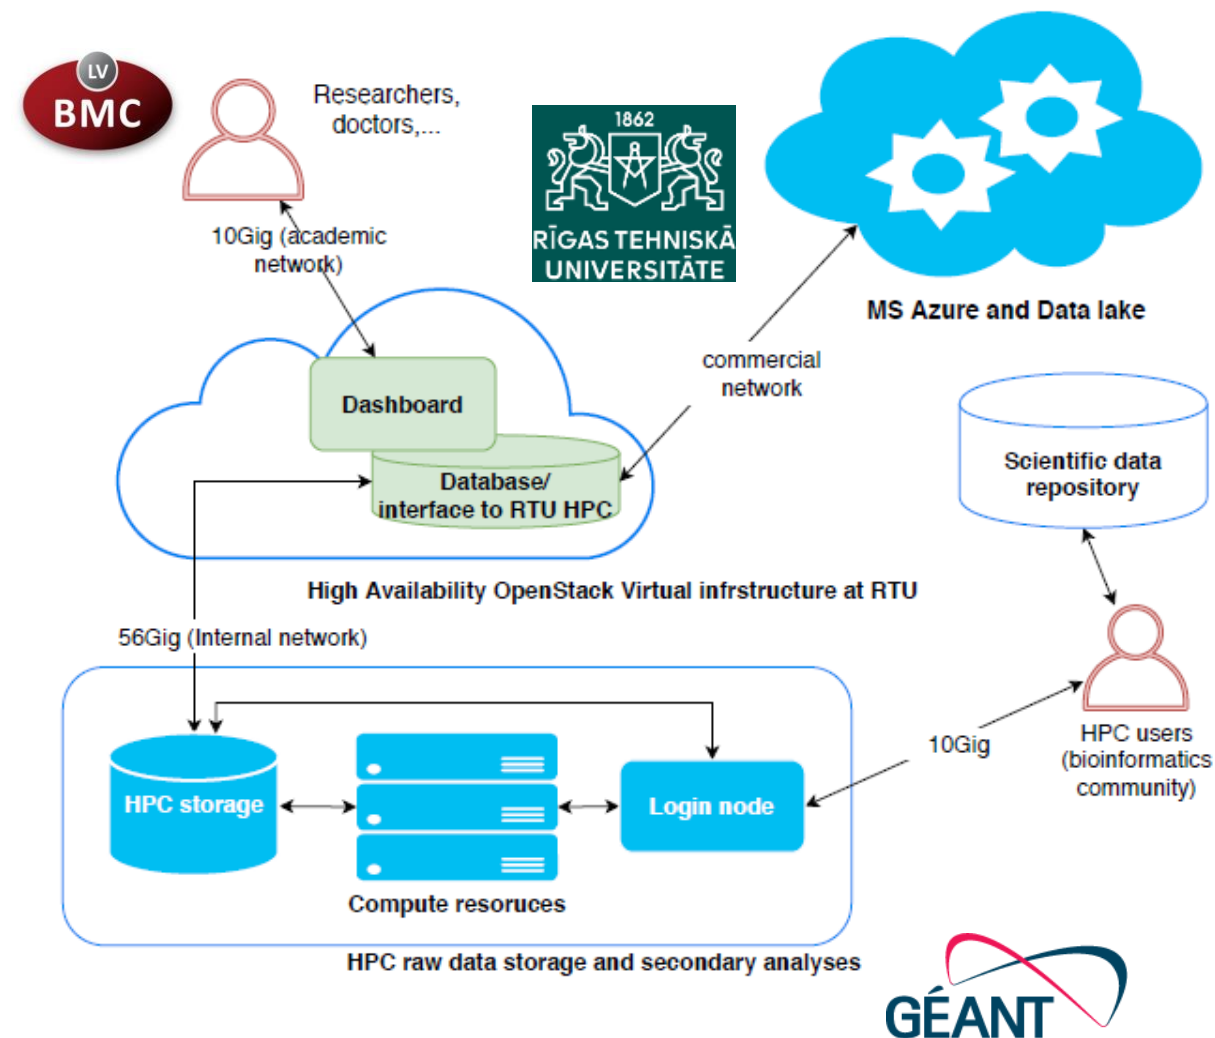 LV
BMC
Researchers,
doctors,...
1862
RĪGAS TEHNISKĀ
UNIVERSITĀTE
10Gig (academic
network)
MS Azure and Data lake
commercial
network
Dashboard
Database/
interface to RTU HPC
Scientific data
repository
High Availability OpenStack Virtual infrstructure at RTU
56Gig (Internal network)
10Gig
HPC users
(bioinformatics
community)
HPC storage
Login node
Compute resoruces
HPC raw data storage and secondary analyses
GÉANT